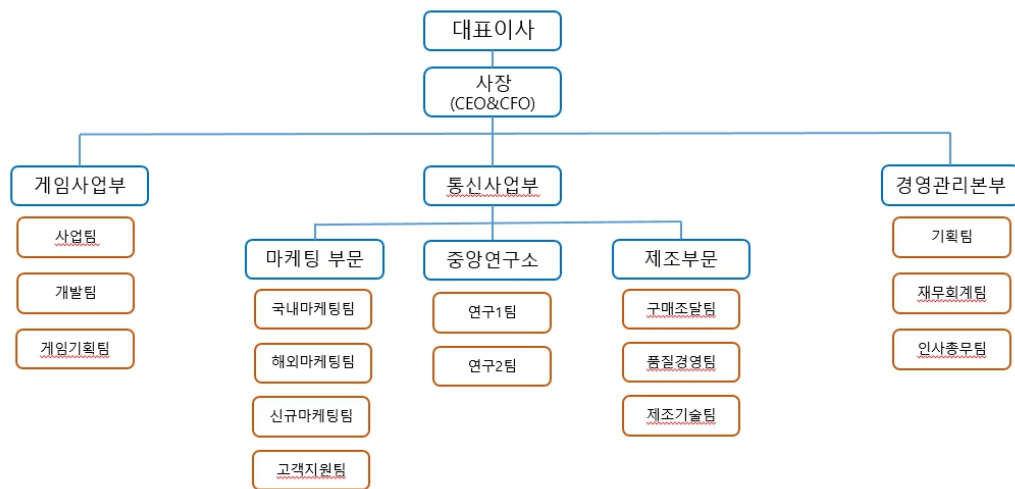 대표이사
사장
(CEO&CFO)
게임사업부
통신사업부
경영관리본부
사업팀
개발팀
게임기획팀
마케팅 부문
중앙연구소
제조부문
국내마케팅팀
해외마케팅팀
신규마케팅팀
고객지원팀
연구1팀
연구2팀
구매조달팀
품질경영팀
제조기술팀
기획팀
재무회계팀
인사총무팀